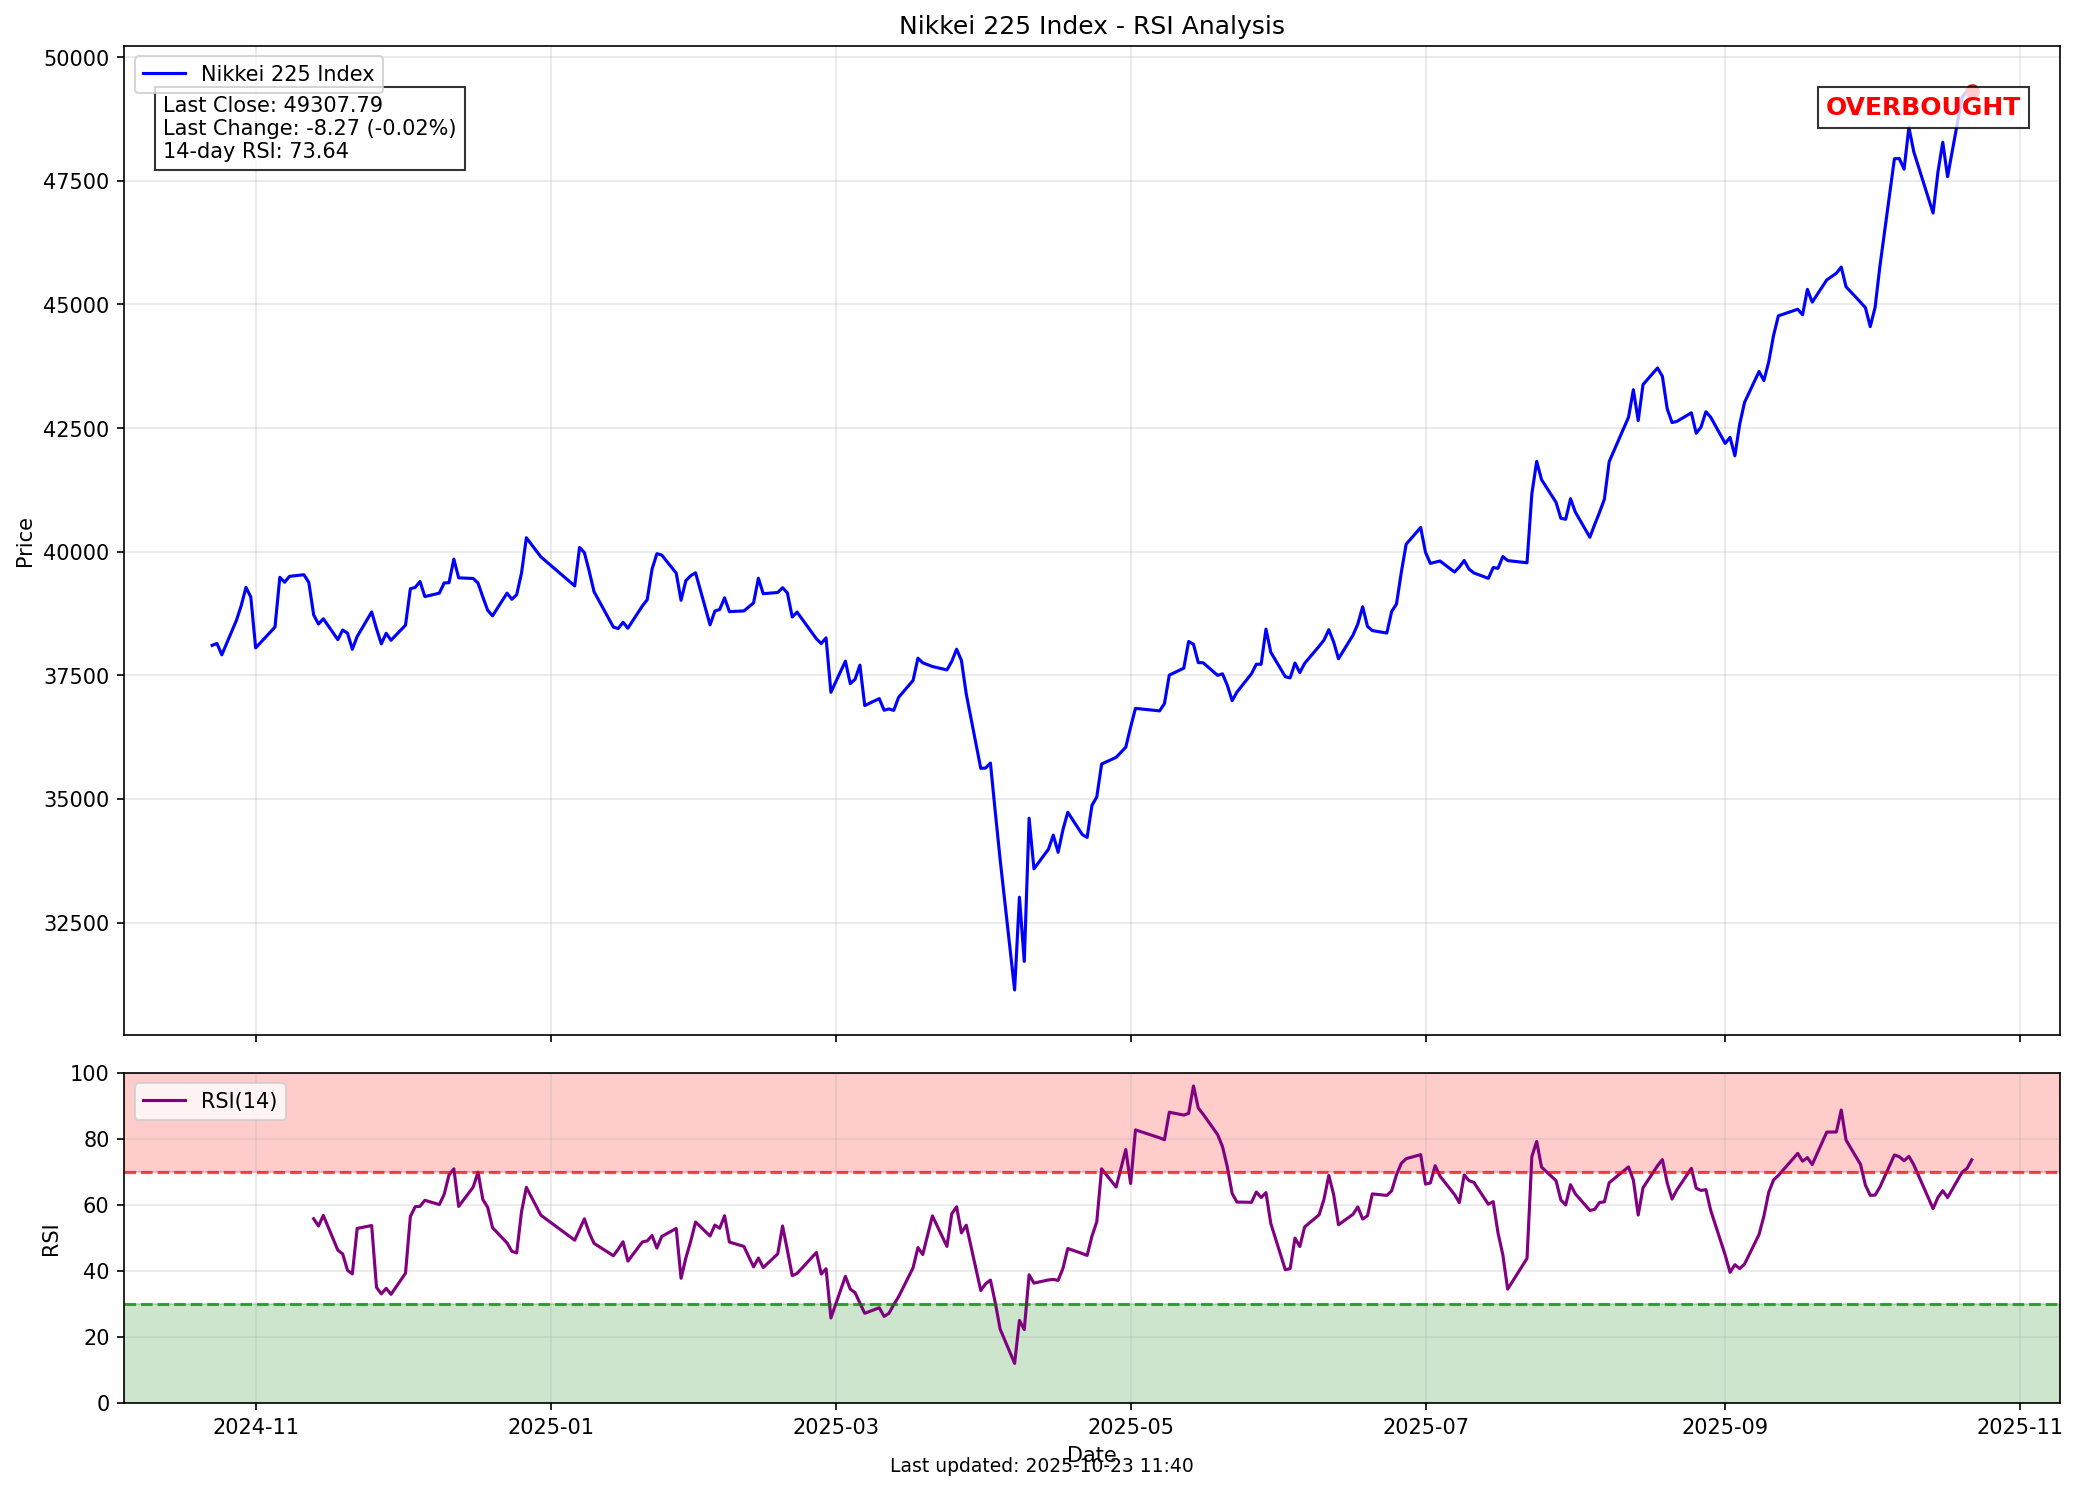 Nikkei 225 Index - RSI Analysis
50000
47500
45000
42500
40000
37500
35000
32500
Price
Nikkei 225 Index
Last Close: 49307.79
Last Change: -8.27 (-0.02%)
14-day RSI: 73.64
OVERBOUGHT
100
80
60
40
20
0
RSI
RSI(14)
2024-11
2025-01
2025-03
2025-05
2025-07
2025-09
2025-11
Date
Last updated: 2025-10-23 11:40